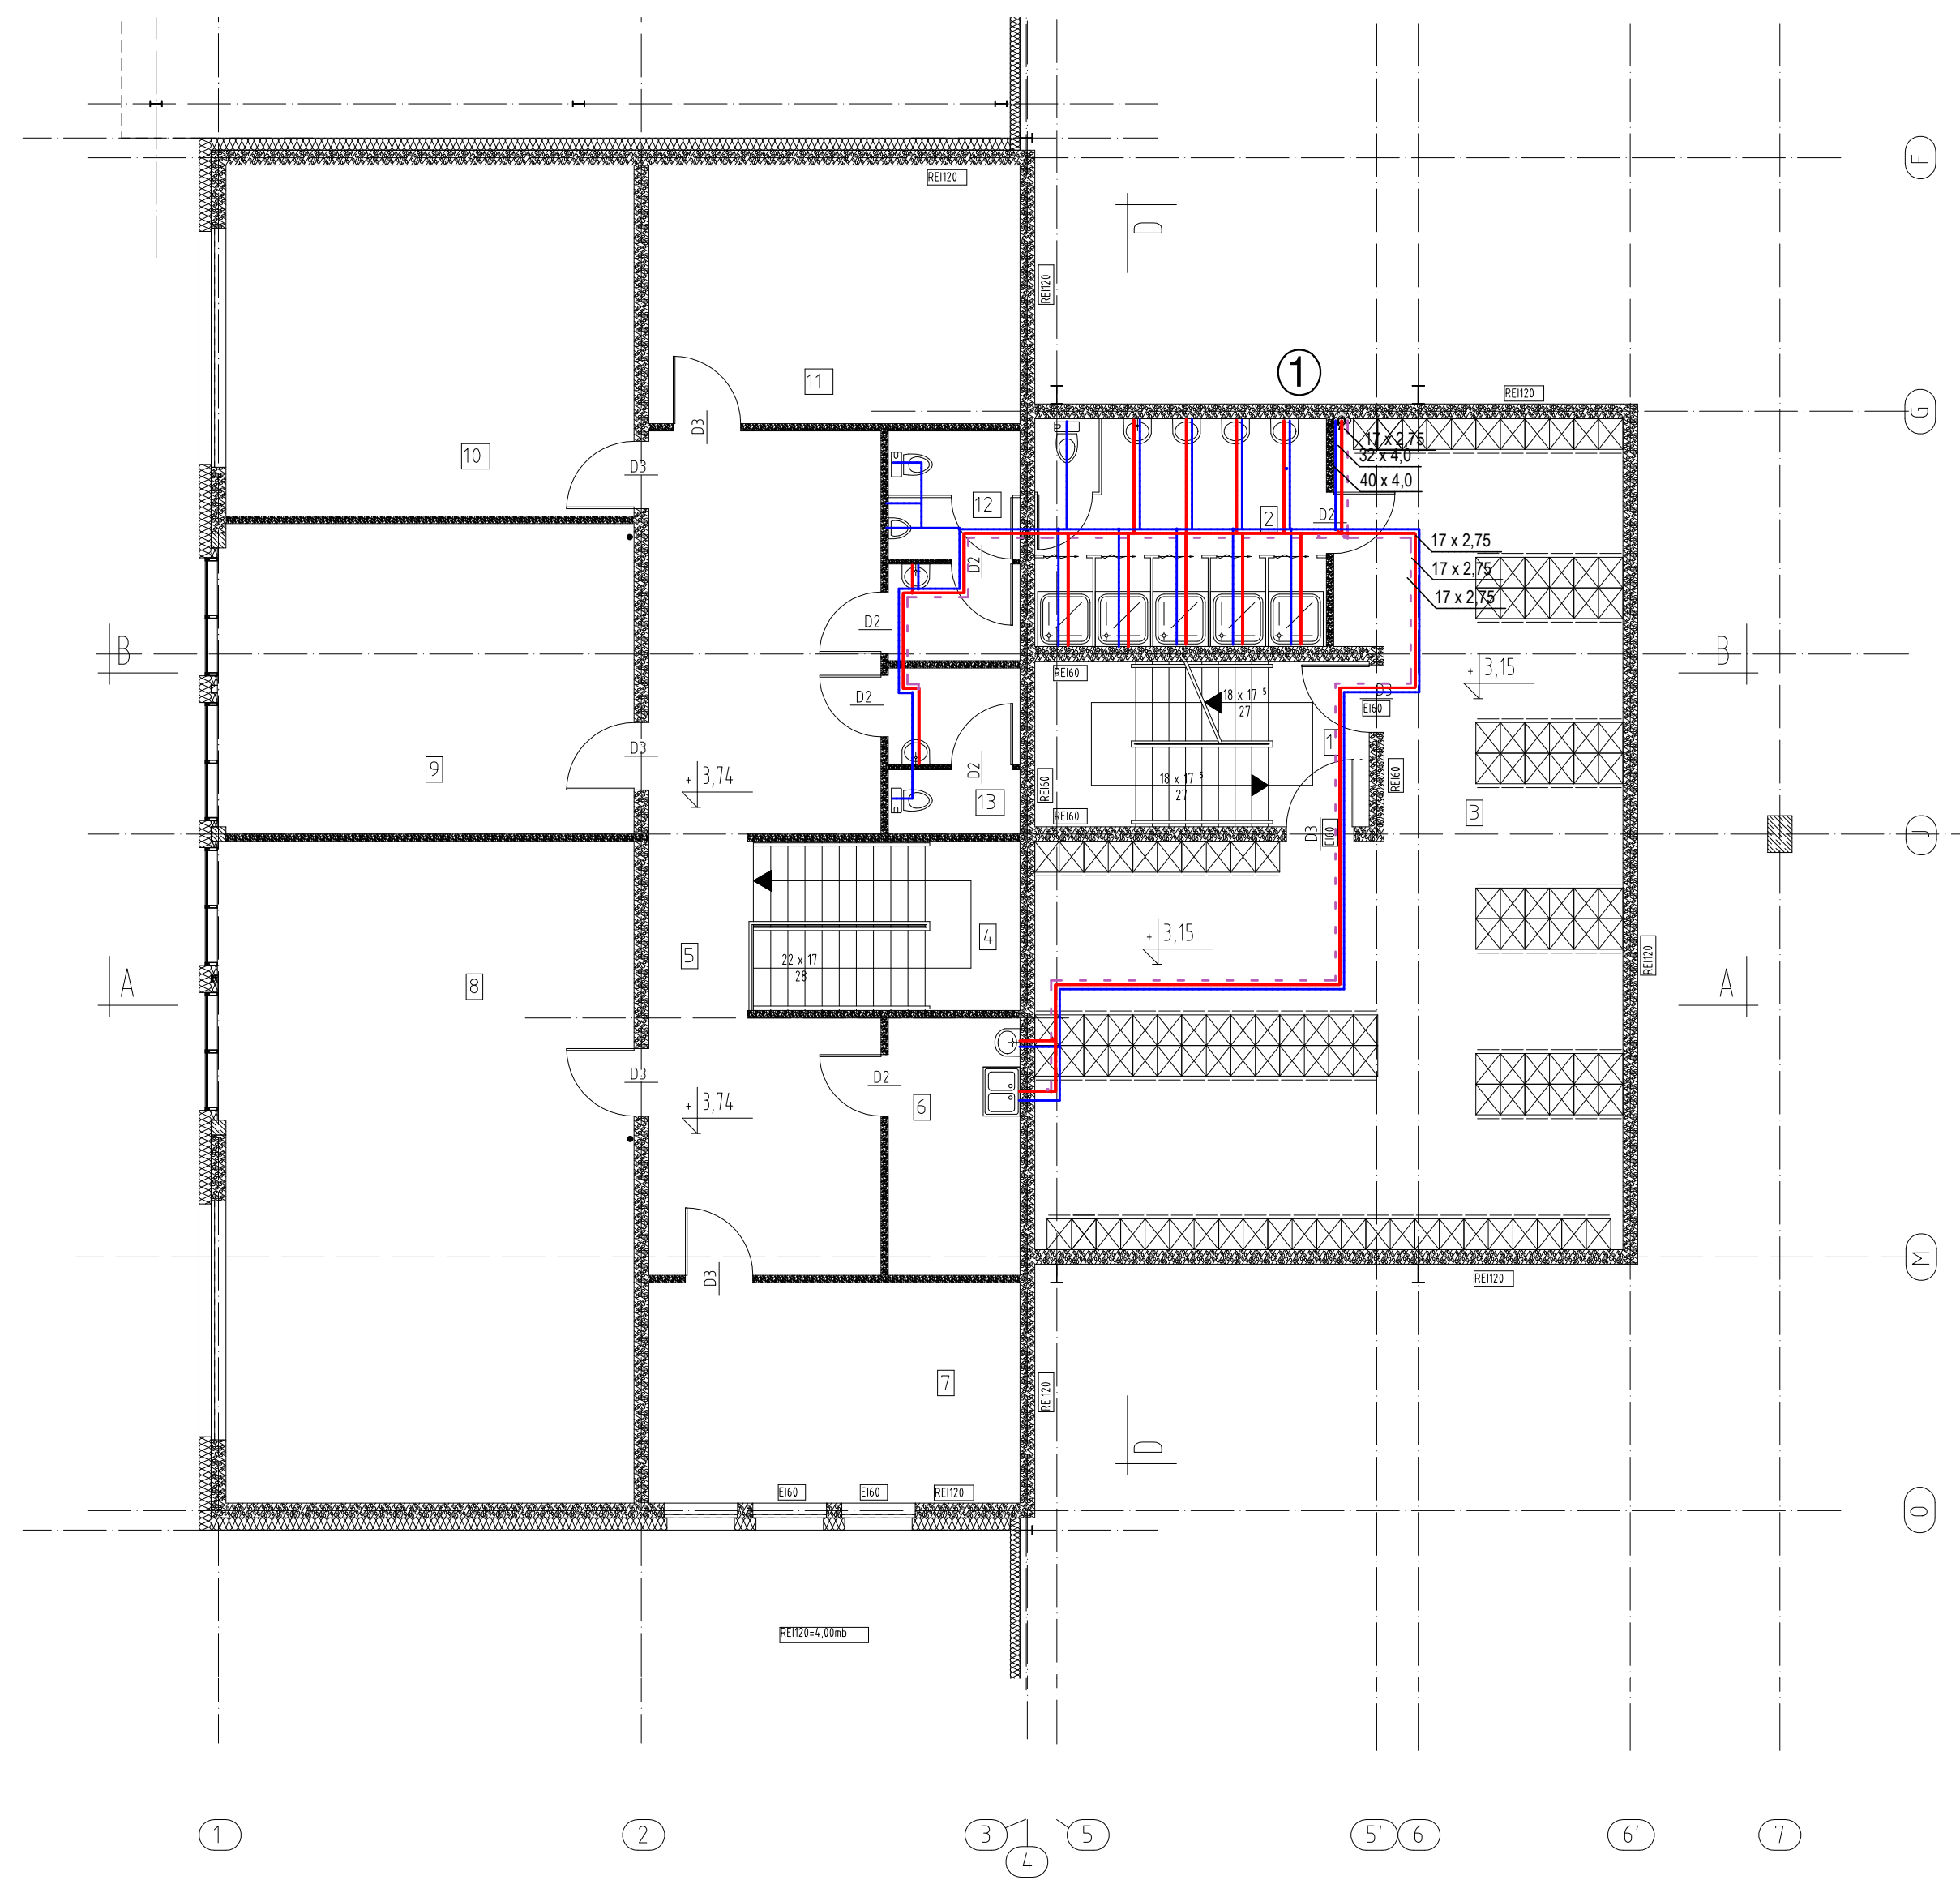 E
REI120
D
REI120
1
11
REI120
G
D3
17 x 2,75
32 x 4,0
40 x 4,0
10
D3
12
2
D2
17 x 2,75
17 x 2,75
17 x 2,75
D2
D2
B
B
+ 3,15
REI60
D2
18 x 17 5
27
D3
EI60
1
D3
9
+ 3,74
D2
18 x 17 5
27
REI60
REI60
13
REI60
3
D3
EI60
J
5
4
+ 3,15
REI120
22 x 17
28
8
A
A
D3
D2
+ 3,74
6
M
D3
REI120
7
REI120
D
EI60
EI60
REI120
O
REI120=4,00mb
1
2
3
4
5
5'
6
6'
7